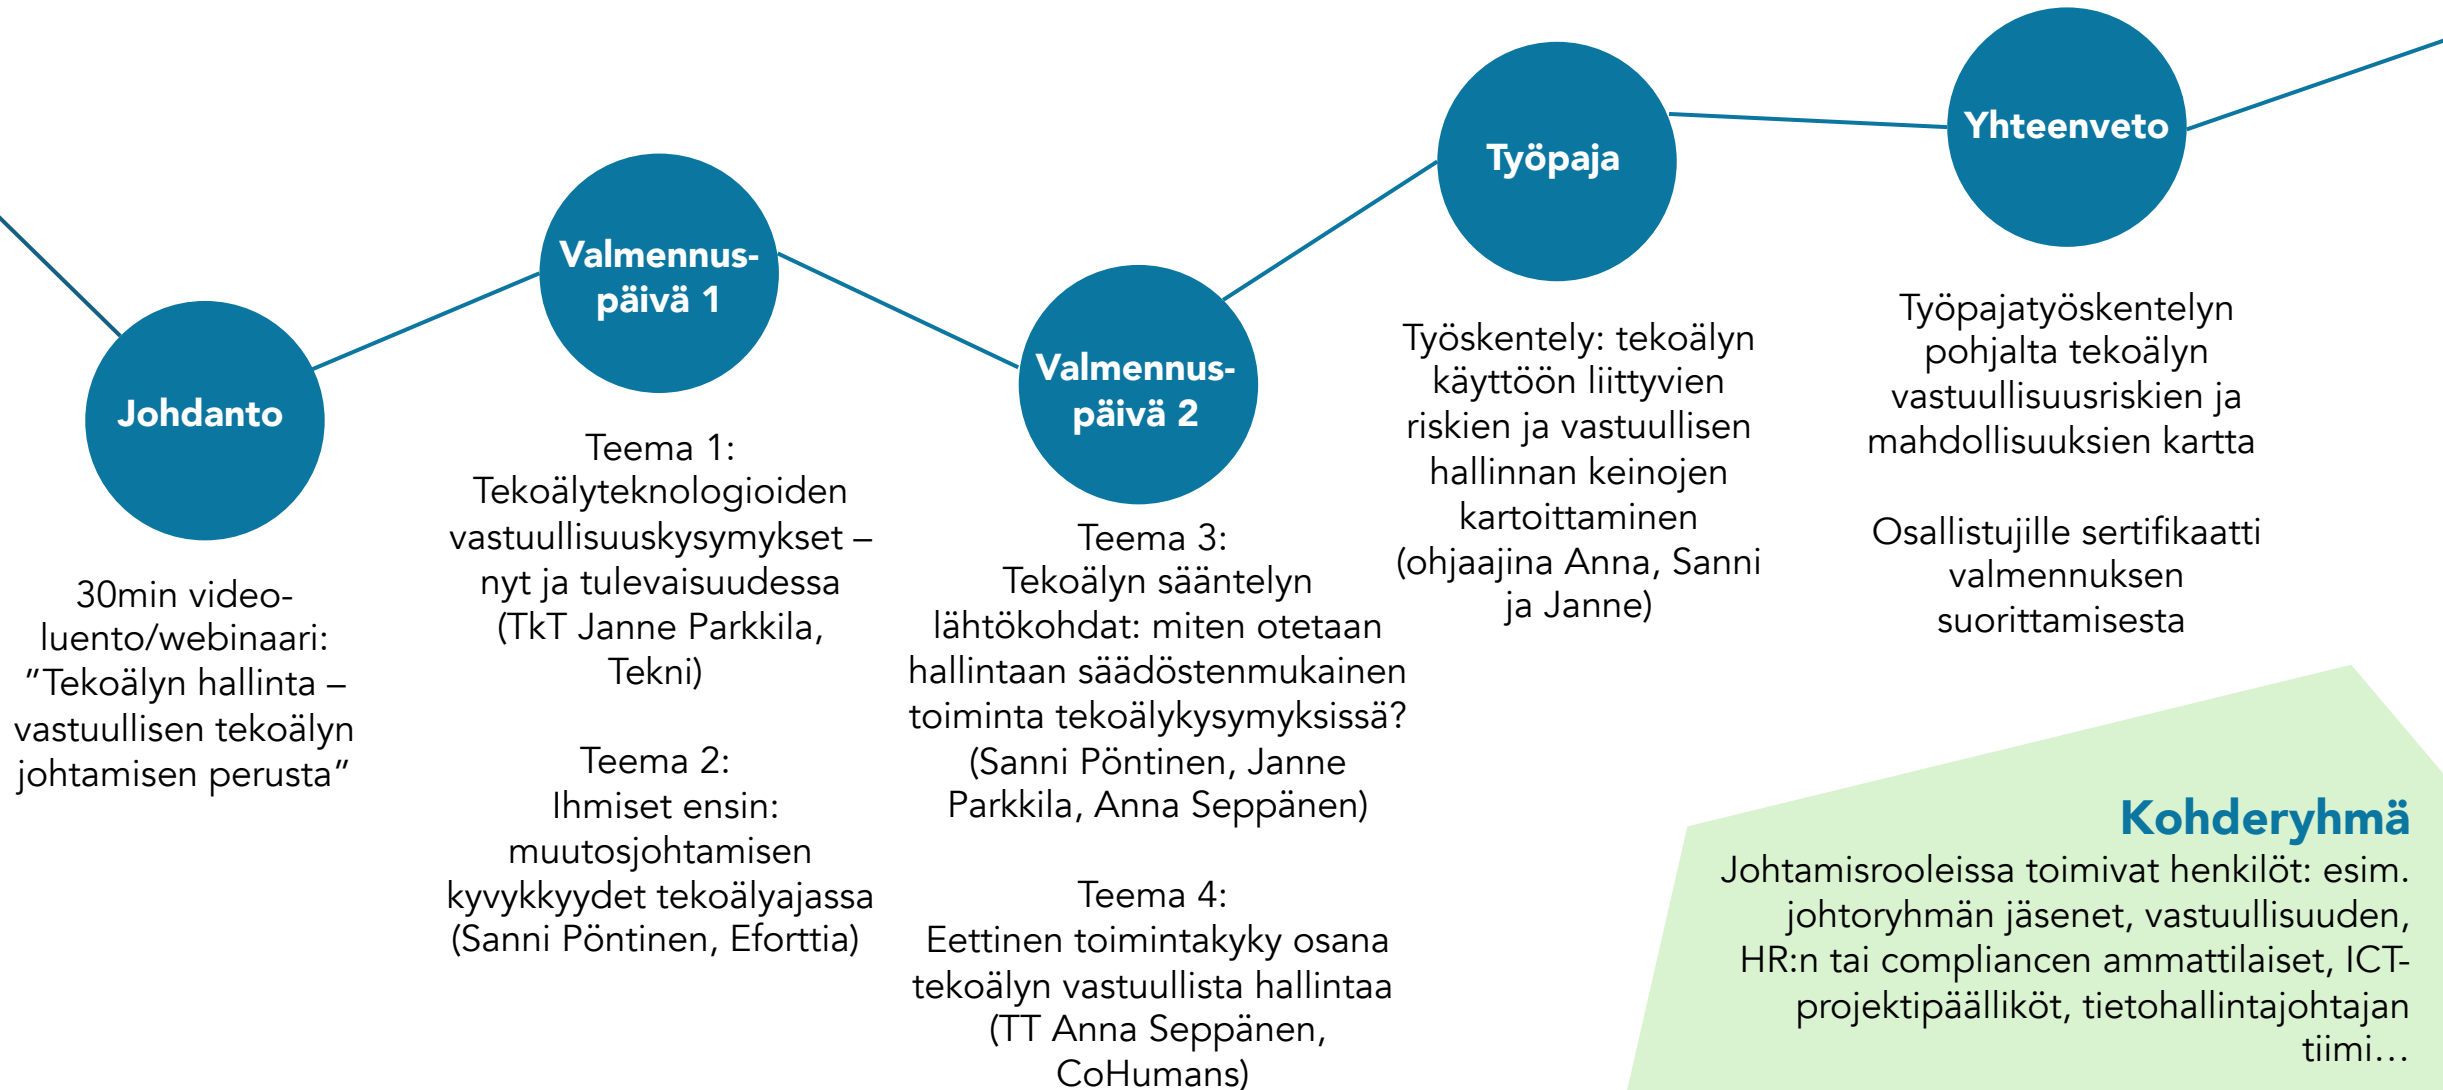 Johdanto
30min video-
luento/webinaari:
”Tekoälyn hallinta –
vastuullisen tekoälyn
johtamisen perusta”
Valmennus-
päivä 1
Teema 1:
Tekoälyteknologioiden
vastuullisuuskysymykset –
nyt ja tulevaisuudessa
(TkT Janne Parkkila,
Tekni)
Teema 2:
Ihmiset ensin:
muutosjohtamisen
kyvykkyydet tekoälyajassa
(Sanni Pöntinen, Eforttia)
Valmennus-
päivä 2
Teema 3:
Tekoälyn sääntelyn
lähtökohdat: miten otetaan
hallintaan säädöstenmukainen
toiminta tekoälykysymyksissä?
(Sanni Pöntinen, Janne
Parkkila, Anna Seppänen)
Teema 4:
Eettinen toimintakyky osana
tekoälyn vastuullista hallintaa
(TT Anna Seppänen,
CoHumans)
Työpaja
Työskentely: tekoälyn
käyttöön liittyvien
riskien ja vastuullisen
hallinnan keinojen
kartoittaminen
(ohjaajina Anna, Sanni
ja Janne)
Yhteenveto
Työpajatyöskentelyn
pohjalta tekoälyn
vastuullisuusriskien ja
mahdollisuuksien kartta
Osallistujille sertifikaatti
valmennuksen
suorittamisesta
Kohderyhmä
Johtamisrooleissa toimivat henkilöt: esim.
johtoryhmän jäsenet, vastuullisuuden,
HR:n tai compliancen ammattilaiset, ICT-
projektipäälliköt, tietohallintajohtajan
tiimi…